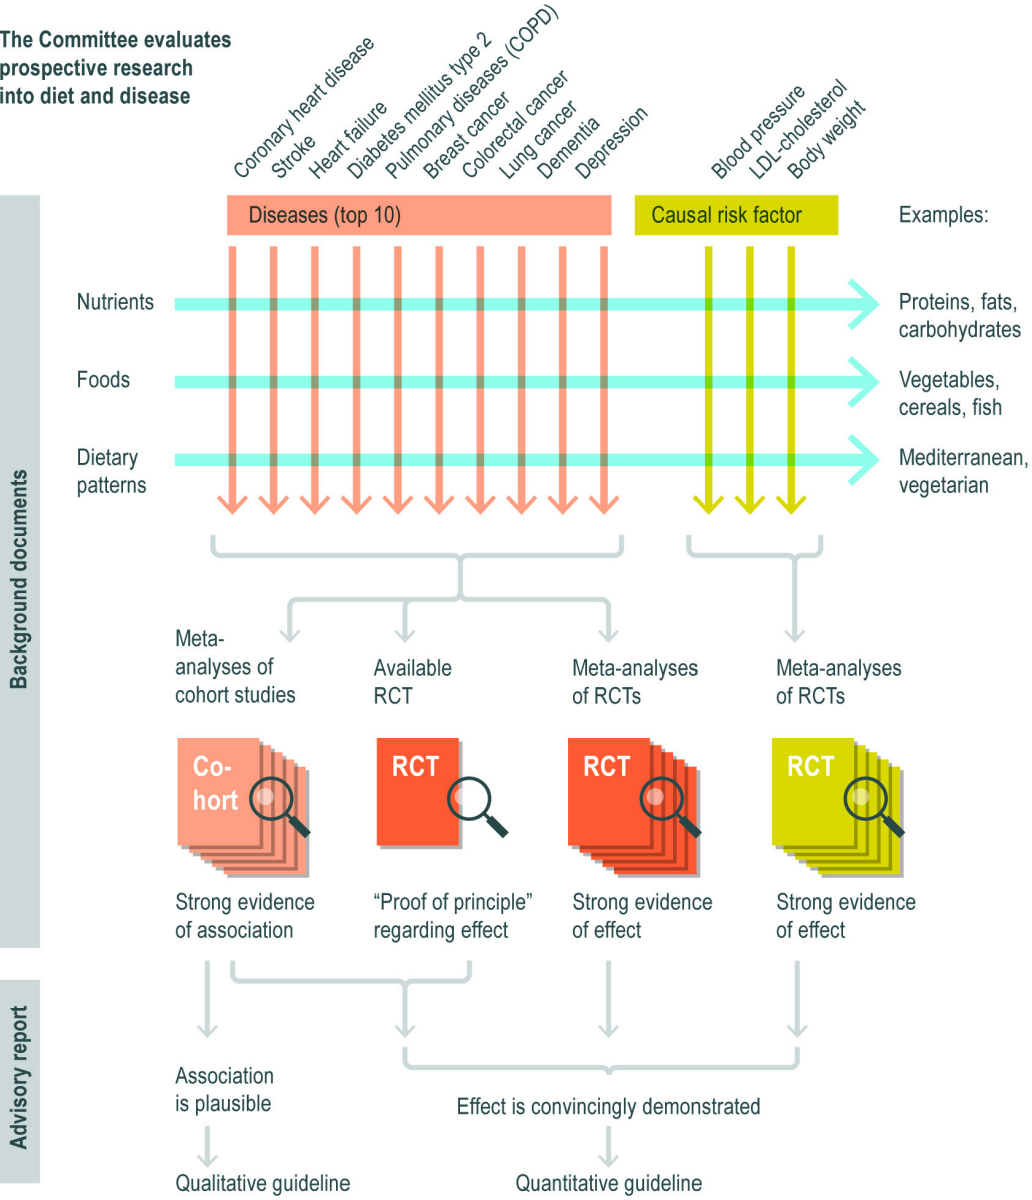 The Committee evaluates
prospective research
into diet and disease
Coronary heart disease
Stroke
Heart failure
Diabetes mellitus type 2
Pulmonary diseases (COPD)
Breast cancer
Colorectal cancer
Lung cancer
Dementia
Depression
Blood pressure
LDL-cholesterol
Body weight
Diseases (top 10)
Causal risk factor
Examples:
Nutrients
Proteins, fats,
carbohydrates
Foods
Vegetables,
cereals, fish
Dietary
patterns
Mediterranean,
vegetarian
Background documents
Meta-
analyses of
cohort studies
Available
RCT
Meta-analyses
of RCTs
Meta-analyses
of RCTs
Co-
hort
RCT
RCT
RCT
Strong evidence
of association
“Proof of principle”
regarding effect
Strong evidence
of effect
Strong evidence
of effect
Advisory report
Association
is plausible
Effect is convincingly demonstrated
Qualitative guideline
Quantitative guideline